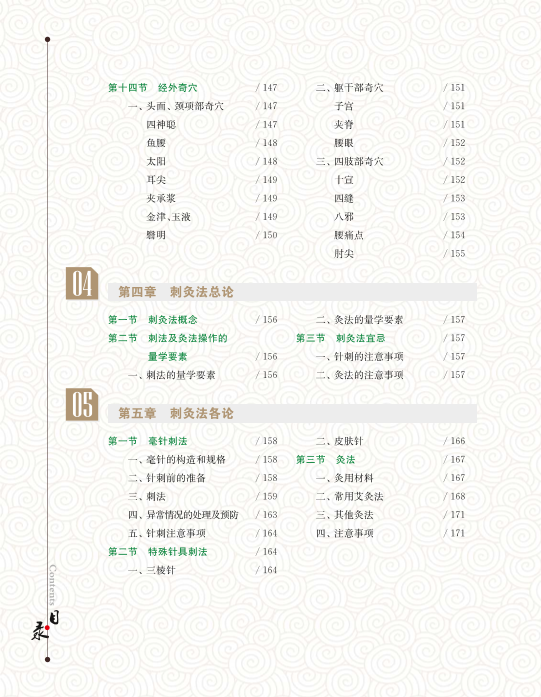 第十四节　经外奇穴 / 147
一、头面、颈项部奇穴 / 147
四神聪 / 147
鱼腰 / 148
太阳 / 148
耳尖 / 149
夹承浆 / 149
金津、玉液 / 149
翳明 / 150
二、躯干部奇穴 / 151
子宫 / 151
夹脊 / 151
腰眼 / 152
三、四肢部奇穴 / 152
十宣 / 152
四缝 / 153
八邪 / 153
腰痛点 / 154
肘尖 / 155
04 第四章　刺灸法总论
第一节　刺灸法概念 / 156
第二节　刺法及灸法操作的
量学要素 / 156
一、刺法的量学要素 / 156
二、灸法的量学要素 / 157
第三节　刺灸法宜忌 / 157
一、针刺的注意事项 / 157
二、灸法的注意事项 / 157
05 第五章　刺灸法各论
第一节　毫针刺法 / 158
一、毫针的构造和规格 / 158
二、针刺前的准备 / 158
三、刺法 / 159
四、异常情况的处理及预防 / 163
五、针刺注意事项 / 164
第二节　特殊针具刺法 / 164
一、三棱针 / 164
二、皮肤针 / 166
第三节　灸法 / 167
一、灸用材料 / 167
二、常用艾灸法 / 168
三、其他灸法 / 171
四、注意事项 / 171
Contents
目录